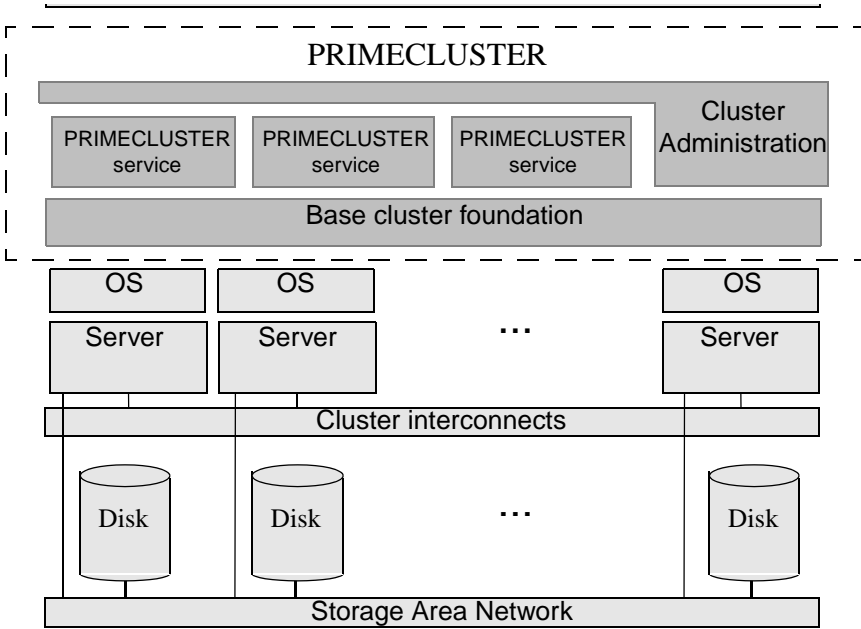 PRIMECLUSTER
Cluster
Administration
PRIMECLUSTER
service
PRIMECLUSTER
service
PRIMECLUSTER
service
Base cluster foundation
OS
OS
OS
Server
Server
...
Server
Cluster interconnects
Disk
Disk
...
Disk
Storage Area Network